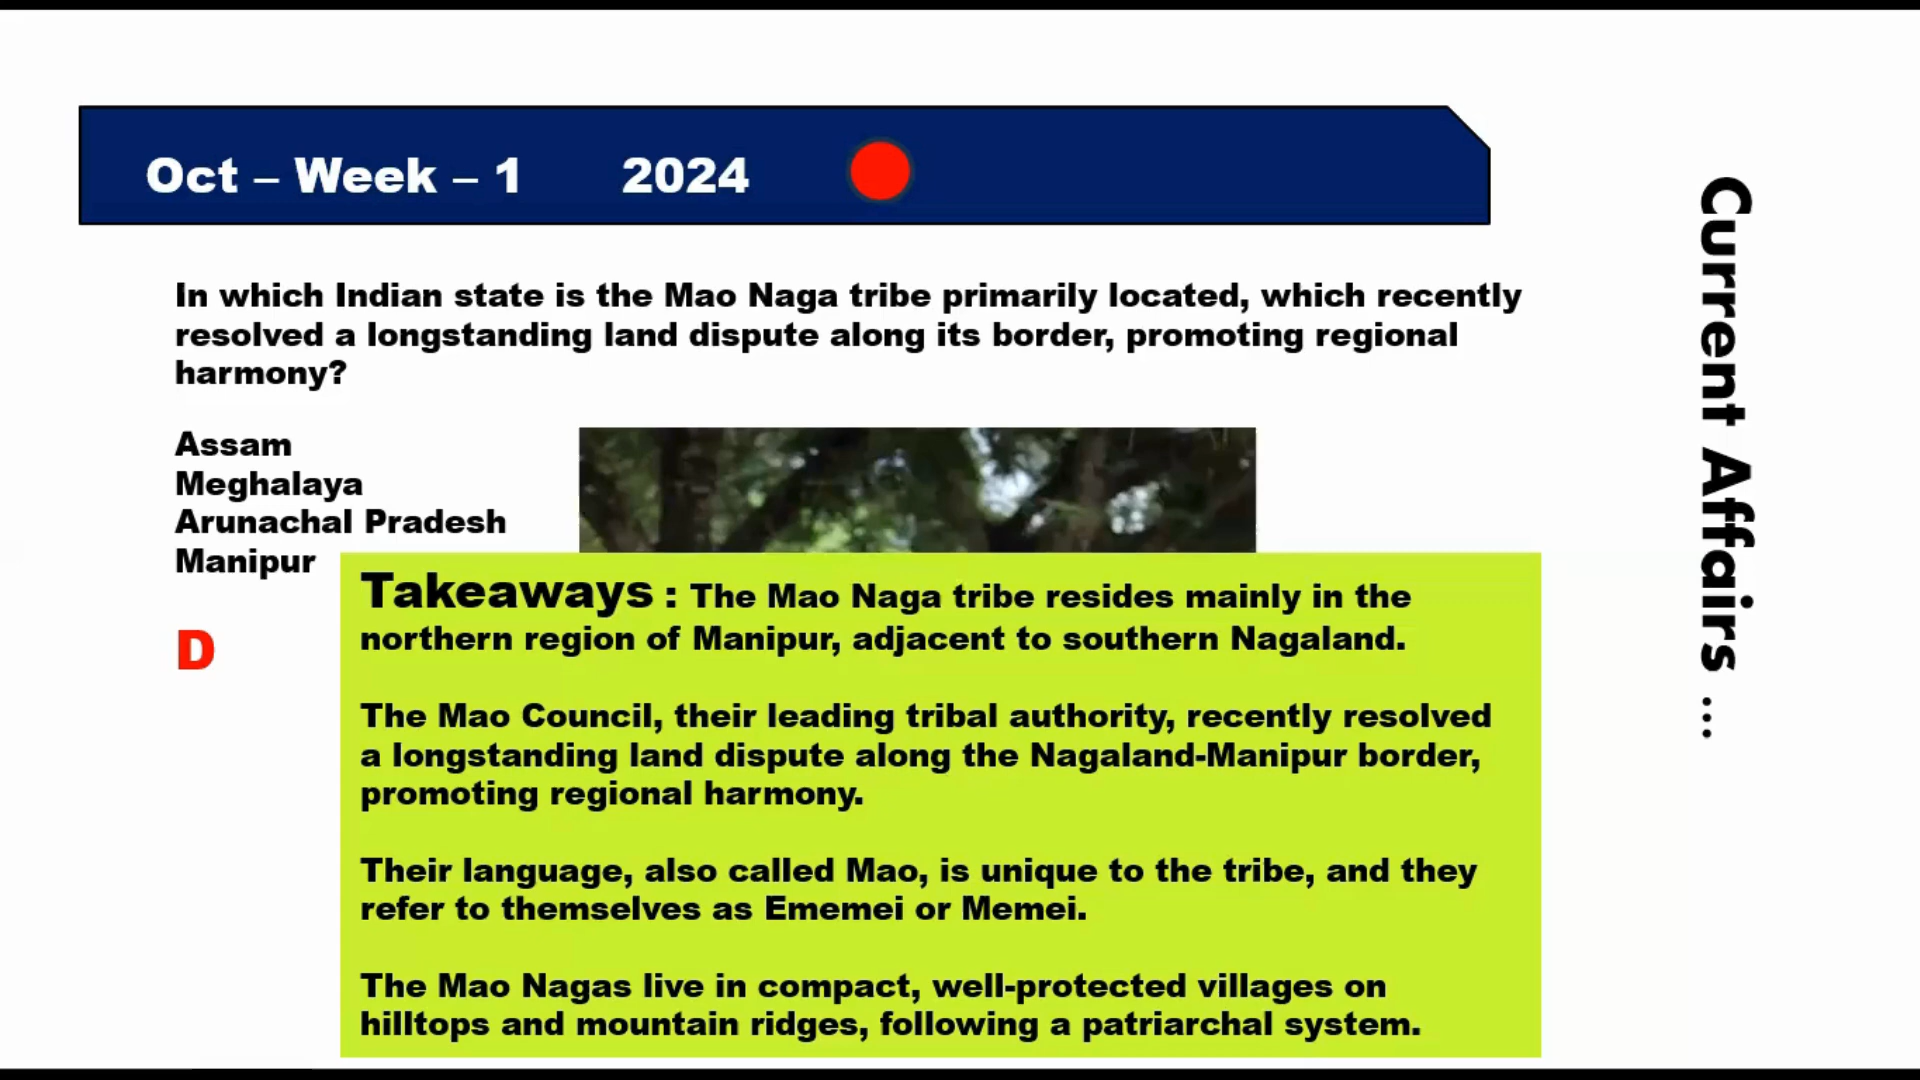 Oct – Week – 1 2024
In which Indian state is the Mao Naga tribe primarily located, which recently
resolved a longstanding land dispute along its border, promoting regional
harmony?
Assam
Meghalaya
Arunachal Pradesh
Manipur
D
Takeaways : The Mao Naga tribe resides mainly in the
northern region of Manipur, adjacent to southern Nagaland.
The Mao Council, their leading tribal authority, recently resolved
a longstanding land dispute along the Nagaland-Manipur border,
promoting regional harmony.
Their language, also called Mao, is unique to the tribe, and they
refer to themselves as Ememei or Memei.
The Mao Nagas live in compact, well-protected villages on
hilltops and mountain ridges, following a patriarchal system.
Current Affairs ...